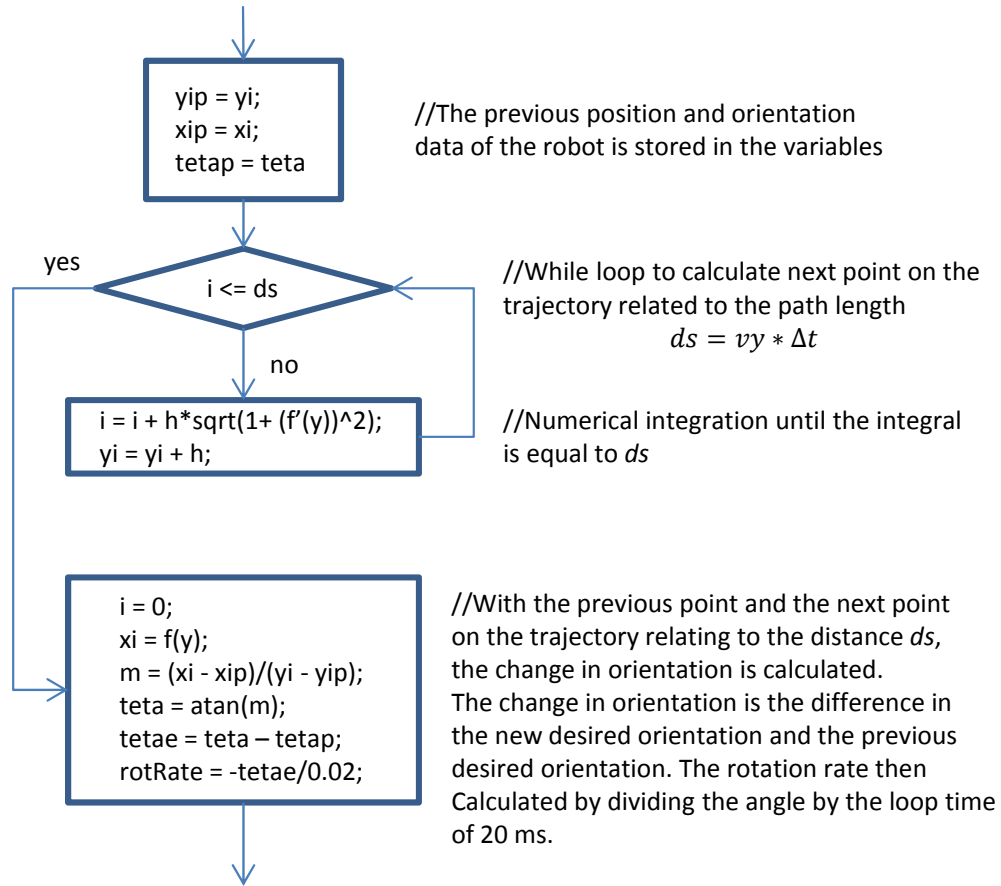 yip = yi;
xip = xi;
tetap = teta
//The previous position and orientation
data of the robot is stored in the variables
yes
i <= ds
//While loop to calculate next point on the
trajectory related to the path length
𝑑𝑠 = 𝑣𝑦 ∗ Δ𝑡
no
i = i + h*sqrt(1+ (f’(y))^2);
yi = yi + h;
//Numerical integration until the integral
is equal to ds
i = 0;
xi = f(y);
m = (xi - xip)/(yi - yip);
teta = atan(m);
tetae = teta – tetap;
rotRate = -tetae/0.02;
//With the previous point and the next point
on the trajectory relating to the distance ds,
the change in orientation is calculated.
The change in orientation is the difference in
the new desired orientation and the previous
desired orientation. The rotation rate then
Calculated by dividing the angle by the loop time
of 20 ms.